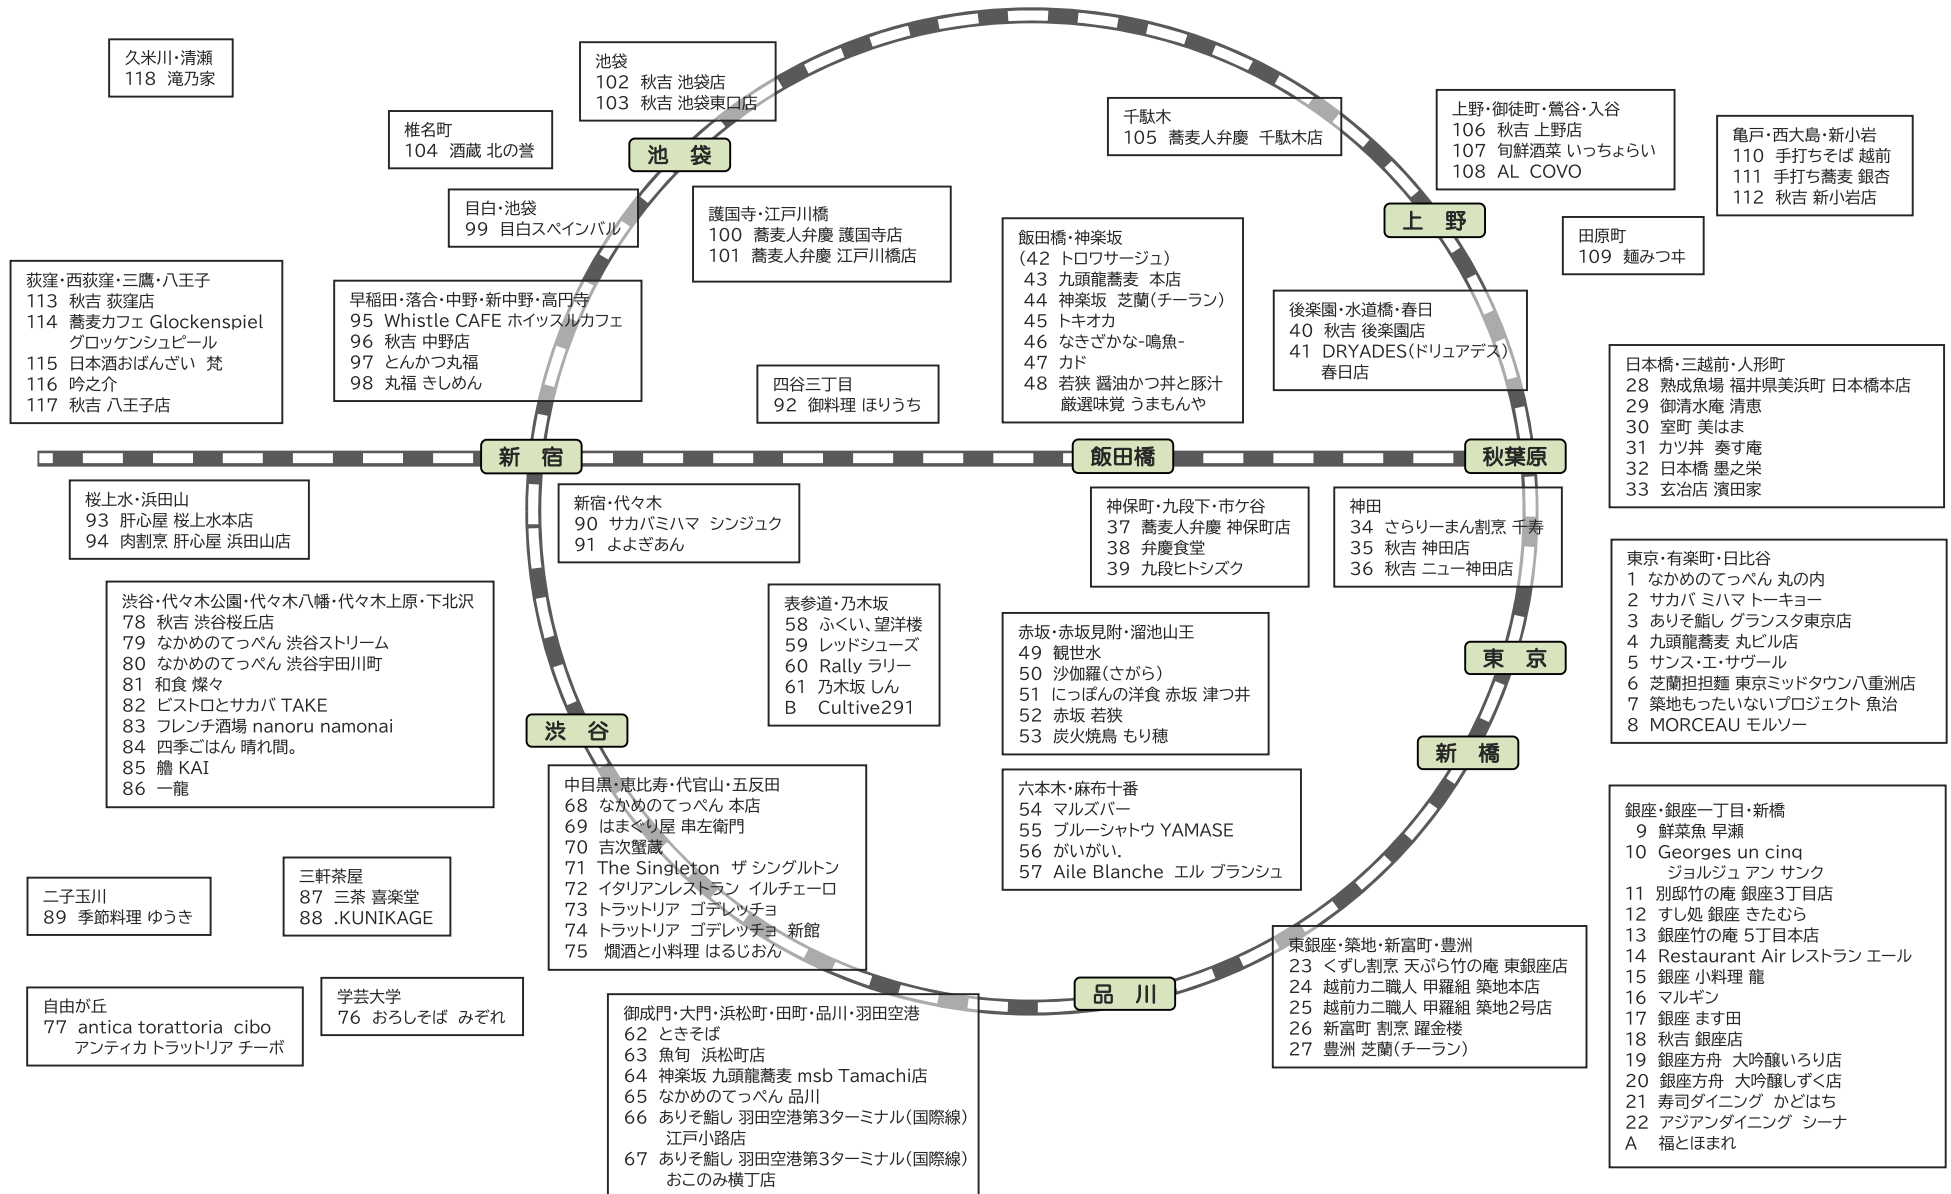 久米川・清瀬
118 滝乃家
池袋
102 秋吉 池袋店
103 秋吉 池袋東口店
椎名町
104 酒蔵 北の誉
池 袋
千駄木
105 蕎麦人弁慶 千駄木店
上野・御徒町・鶯谷・入谷
106 秋吉 上野店
107 旬鮮酒菜 いっちょらい
108 AL COVO
亀戸・西大島・新小岩
110 手打ちそば 越前
111 手打ち蕎麦 銀杏
112 秋吉 新小岩店
目白・池袋
99 目白スペインバル
護国寺・江戸川橋
100 蕎麦人弁慶 護国寺店
101 蕎麦人弁慶 江戸川橋店
上 野
田原町
109 麺みつヰ
飯田橋・神楽坂
(42 トロワサージュ)
43 九頭龍蕎麦 本店
44 神楽坂 芝蘭(チーラン)
45 トキオカ
46 なきざかな-鳴魚-
47 カド
48 若狭 醤油かつ丼と豚汁
厳選味覚 うまもんや
荻窪・西荻窪・三鷹・八王子
113 秋吉 荻窪店
114 蕎麦カフェ Glockenspiel
グロッケンシュピール
115 日本酒おばんざい 梵
116 吟之介
117 秋吉 八王子店
早稲田・落合・中野・新中野・高円寺
95 Whistle CAFE ホイッスルカフェ
96 秋吉 中野店
97 とんかつ丸福
98 丸福 きしめん
後楽園・水道橋・春日
40 秋吉 後楽園店
41 DRYADES(ドリュアデス)
春日店
四谷三丁目
92 御料理 ほりうち
日本橋・三越前・人形町
28 熟成魚場 福井県美浜町 日本橋本店
29 御清水庵 清恵
30 室町 美はま
31 カツ丼 奏す庵
32 日本橋 墨之栄
33 玄冶店 濱田家
新 宿
飯田橋
秋葉原
桜上水・浜田山
93 肝心屋 桜上水本店
94 肉割烹 肝心屋 浜田山店
新宿・代々木
90 サカバミハマ シンジュク
91 よよぎあん
神保町・九段下・市ケ谷
37 蕎麦人弁慶 神保町店
38 弁慶食堂
39 九段ヒトシズク
神田
34 さらりーまん割烹 千寿
35 秋吉 神田店
36 秋吉 ニュー神田店
東京・有楽町・日比谷
1 なかめのてっぺん 丸の内
2 サカバ ミハマ トーキョー
3 ありそ鮨し グランスタ東京店
4 九頭龍蕎麦 丸ビル店
5 サンス・エ・サヴール
6 芝蘭担担麺 東京ミッドタウン八重洲店
7 築地もったいないプロジェクト 魚治
8 MORCEAU モルソー
渋谷・代々木公園・代々木八幡・代々木上原・下北沢
78 秋吉 渋谷桜丘店
79 なかめのてっぺん 渋谷ストリーム
80 なかめのてっぺん 渋谷宇田川町
81 和食 燦々
82 ビストロとサカバ TAKE
83 フレンチ酒場 nanoru namonai
84 四季ごはん 晴れ間。
85 艪 KAI
86 一龍
表参道・乃木坂
58 ふくい、望洋楼
59 レッドシューズ
60 Rally ラリー
61 乃木坂 しん
B Cultive291
赤坂・赤坂見附・溜池山王
49 観世水
50 沙伽羅(さがら)
51 にっぽんの洋食 赤坂 津つ井
52 赤坂 若狭
53 炭火焼鳥 もり穂
東 京
渋 谷
新 橋
中目黒・恵比寿・代官山・五反田
68 なかめのてっぺん 本店
69 はまぐり屋 串左衛門
70 吉次蟹蔵
71 The Singleton ザ シングルトン
72 イタリアンレストラン イルチェーロ
73 トラットリア ゴデレッチョ
74 トラットリア ゴデレッチョ 新館
75 燗酒と小料理 はるじおん
六本木・麻布十番
54 マルズバー
55 ブルーシャトウ YAMASE
56 がいがい.
57 Aile Blanche エル ブランシュ
銀座・銀座一丁目・新橋
9 鮮菜魚 早瀬
10 Georges un cinq
ジョルジュ アン サンク
11 別邸竹の庵 銀座3丁目店
12 すし処 銀座 きたむら
13 銀座竹の庵 5丁目本店
14 Restaurant Air レストラン エール
15 銀座 小料理 龍
16 マルギン
17 銀座 ます田
18 秋吉 銀座店
19 銀座方舟 大吟醸いろり店
20 銀座方舟 大吟醸しずく店
21 寿司ダイニング かどはち
22 アジアンダイニング シーナ
A 福とほまれ
二子玉川
89 季節料理 ゆうき
三軒茶屋
87 三茶 喜楽堂
88 .KUNIKAGE
東銀座・築地・新富町・豊洲
23 くずし割烹 天ぷら竹の庵 東銀座店
24 越前カニ職人 甲羅組 築地本店
25 越前カニ職人 甲羅組 築地2号店
26 新富町 割烹 躍金楼
27 豊洲 芝蘭(チーラン)
品 川
自由が丘
77 antica torattoria cibo
アンティカ トラットリア チーボ
学芸大学
76 おろしそば みぞれ
御成門・大門・浜松町・田町・品川・羽田空港
62 ときそば
63 魚旬 浜松町店
64 神楽坂 九頭龍蕎麦 msb Tamachi店
65 なかめのてっぺん 品川
66 ありそ鮨し 羽田空港第3ターミナル(国際線)
江戸小路店
67 ありそ鮨し 羽田空港第3ターミナル(国際線)
おこのみ横丁店